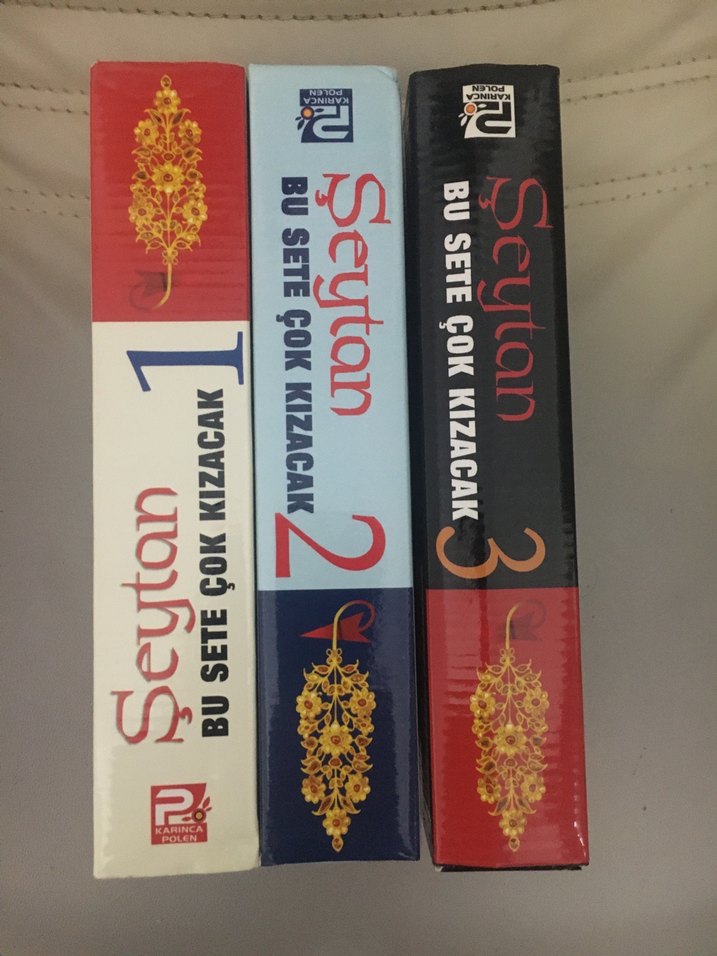 1
Şeytan
BU SETE ÇOK KIZACAK
P
KARINCA
POLEN
P
KARINCA
POLEN
Şeytan
BU SETE ÇOK KIZACAK
2
P
KARINCA
POLEN
Şeytan
BU SETE ÇOK KIZACAK
3